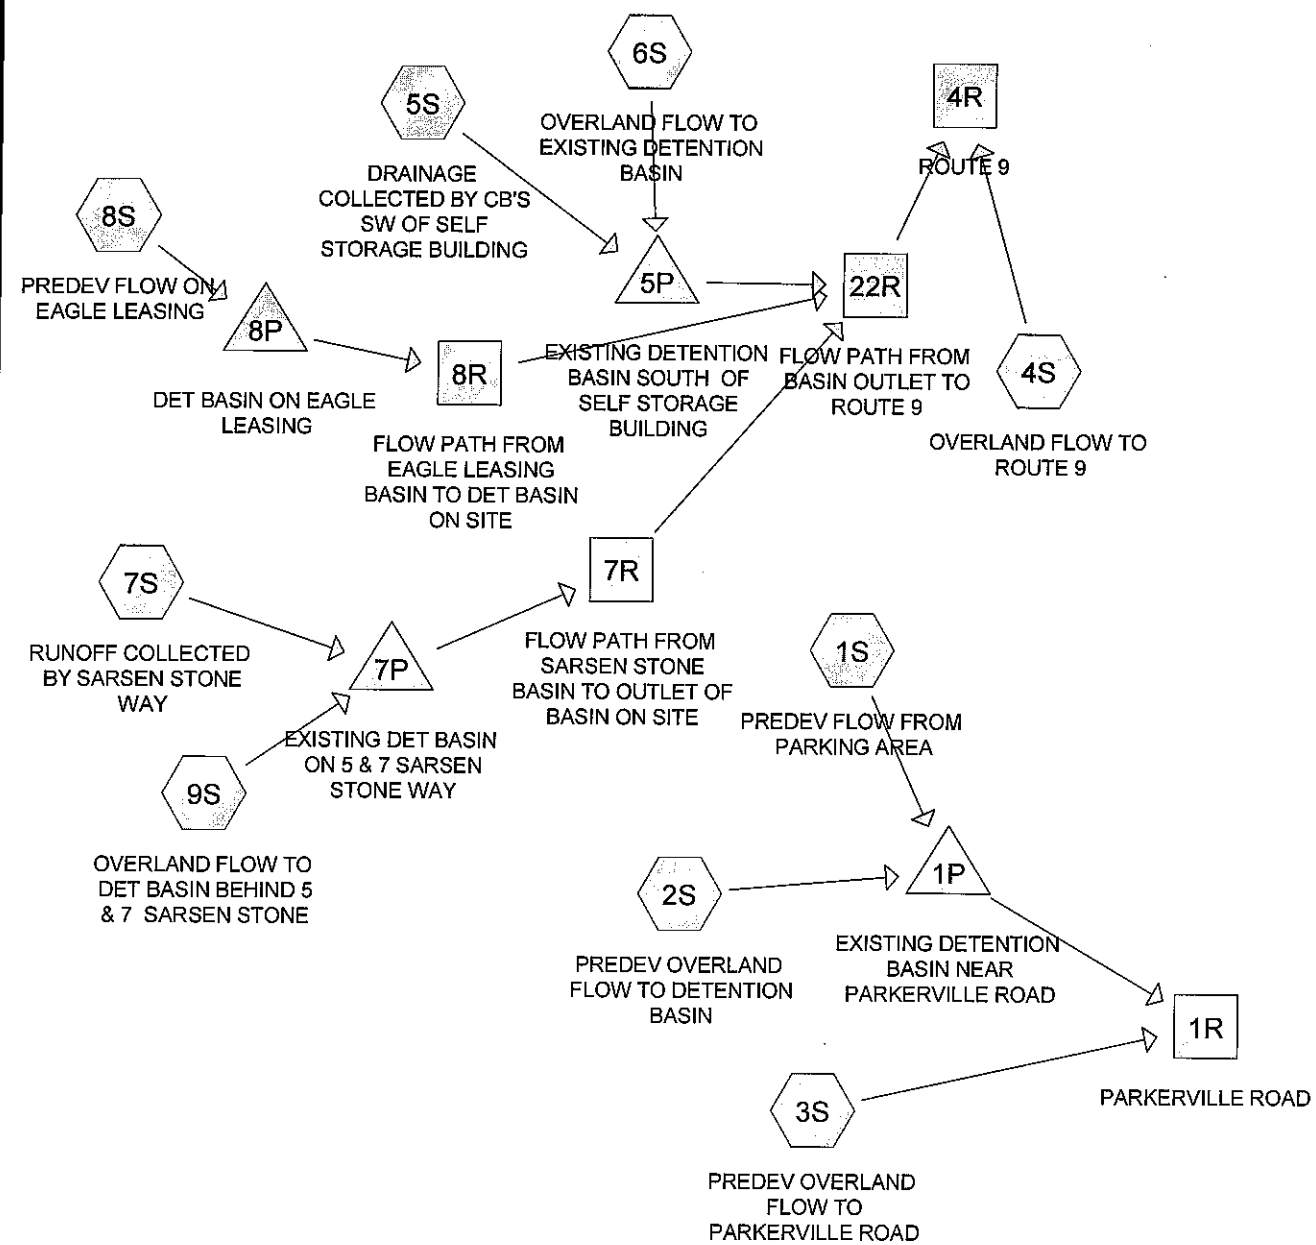 6S
OVERLAND FLOW TO
EXISTING DETENTION
BASIN
5S
DRAINAGE
COLLECTED BY CB'S
SW OF SELF
STORAGE BUILDING
4R
ROUTE 9
8S
PREDEV FLOW ON
EAGLE LEASING
8P
DET BASIN ON EAGLE
LEASING
5P
EXISTING DETENTION
BASIN SOUTH OF
SELF STORAGE
BUILDING
22R
FLOW PATH FROM
BASIN OUTLET TO
ROUTE 9
8R
FLOW PATH FROM
EAGLE LEASING
BASIN TO DET BASIN
ON SITE
4S
OVERLAND FLOW TO
ROUTE 9
7S
RUNOFF COLLECTED
BY SARSEN STONE
WAY
7P
EXISTING DET BASIN
ON 5 & 7 SARSEN
STONE WAY
7R
FLOW PATH FROM
SARSEN STONE
BASIN TO OUTLET OF
BASIN ON SITE
9S
OVERLAND FLOW TO
DET BASIN BEHIND 5
& 7 SARSEN STONE
1S
PREDEV FLOW FROM
PARKING AREA
2S
PREDEV OVERLAND
FLOW TO DETENTION
BASIN
1P
EXISTING DETENTION
BASIN NEAR
PARKERVILLE ROAD
1R
PARKERVILLE ROAD
3S
PREDEV OVERLAND
FLOW TO
PARKERVILLE ROAD